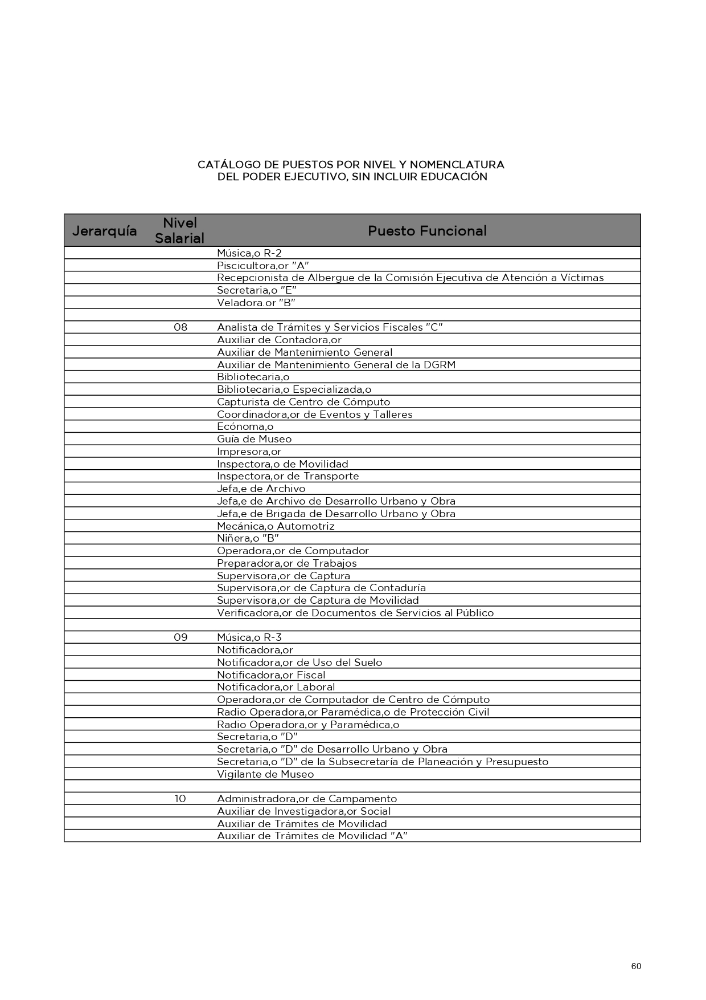 CATÁLOGO DE PUESTOS POR NIVEL Y NOMENCLATURA
DEL PODER EJECUTIVO, SIN INCLUIR EDUCACIÓN
Jerarquía Nivel Salarial Puesto Funcional
Música,o R-2
Piscicultora,or "A"
Recepcionista de Albergue de la Comisión Ejecutiva de Atención a Víctimas
Secretaria,o "E"
Veladora.or "B"
08 Analista de Trámites y Servicios Fiscales "C"
Auxiliar de Contadora,or
Auxiliar de Mantenimiento General
Auxiliar de Mantenimiento General de la DGRM
Bibliotecaria,o
Bibliotecaria,o Especializada,o
Capturista de Centro de Cómputo
Coordinadora,or de Eventos y Talleres
Ecónoma,o
Guía de Museo
Impresora,or
Inspectora,o de Movilidad
Inspectora,or de Transporte
Jefa,e de Archivo
Jefa,e de Archivo de Desarrollo Urbano y Obra
Jefa,e de Brigada de Desarrollo Urbano y Obra
Mecánica,o Automotriz
Niñera,o "B"
Operadora,or de Computador
Preparadora,or de Trabajos
Supervisora,or de Captura
Supervisora,or de Captura de Contaduría
Supervisora,or de Captura de Movilidad
Verificadora,or de Documentos de Servicios al Público
09 Música,o R-3
Notificadora,or
Notificadora,or de Uso del Suelo
Notificadora,or Fiscal
Notificadora,or Laboral
Operadora,or de Computador de Centro de Cómputo
Radio Operadora,or Paramédica,o de Protección Civil
Radio Operadora,or y Paramédica,o
Secretaria,o "D"
Secretaria,o "D" de Desarrollo Urbano y Obra
Secretaria,o "D" de la Subsecretaría de Planeación y Presupuesto
Vigilante de Museo
10 Administradora,or de Campamento
Auxiliar de Investigadora,or Social
Auxiliar de Trámites de Movilidad
Auxiliar de Trámites de Movilidad "A"
60